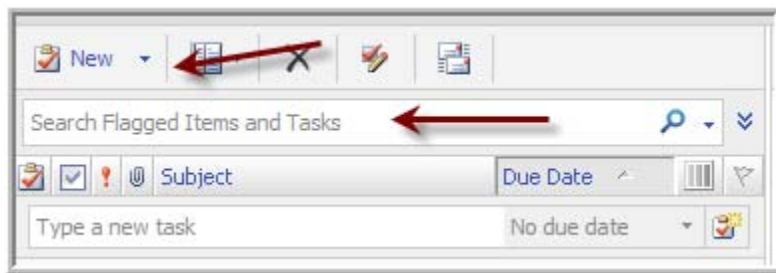 New
Search Flagged Items and Tasks
Subject Due Date
Type a new task No due date